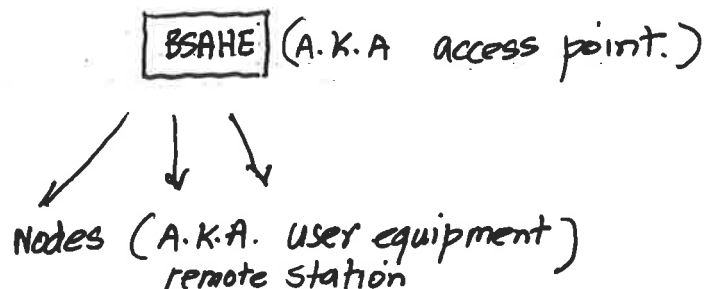 BSAHE (A.K.A access point.)
Nodes (A.K.A. user equipment)
remote station